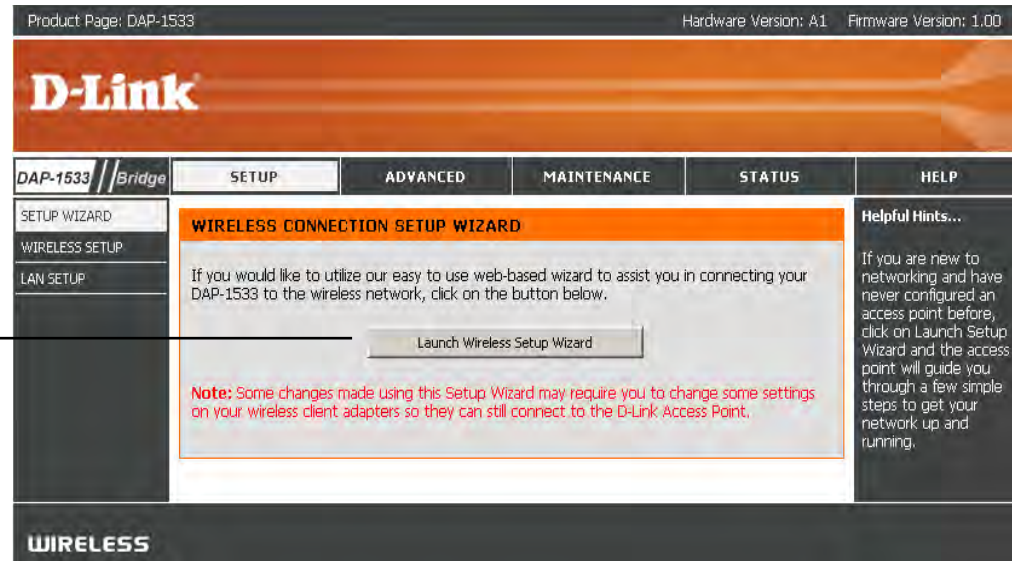 Product Page: DAP-1533 Hardware Version: A1 Firmware Version: 1.00
D-Link
DAP-1533 // Bridge SETUP ADVANCED MAINTENANCE STATUS HELP
SETUP WIZARD
WIRELESS SETUP
LAN SETUP
WIRELESS CONNECTION SETUP WIZARD
If you would like to utilize our easy to use web-based wizard to assist you in connecting your
DAP-1533 to the wireless network, click on the button below.
Launch Wireless Setup Wizard
Note: Some changes made using this Setup Wizard may require you to change some settings
on your wireless client adapters so they can still connect to the D-Link Access Point.
Helpful Hints...
If you are new to
networking and have
never configured an
access point before,
click on Launch Setup
Wizard and the access
point will guide you
through a few simple
steps to get your
network up and
running.
WIRELESS